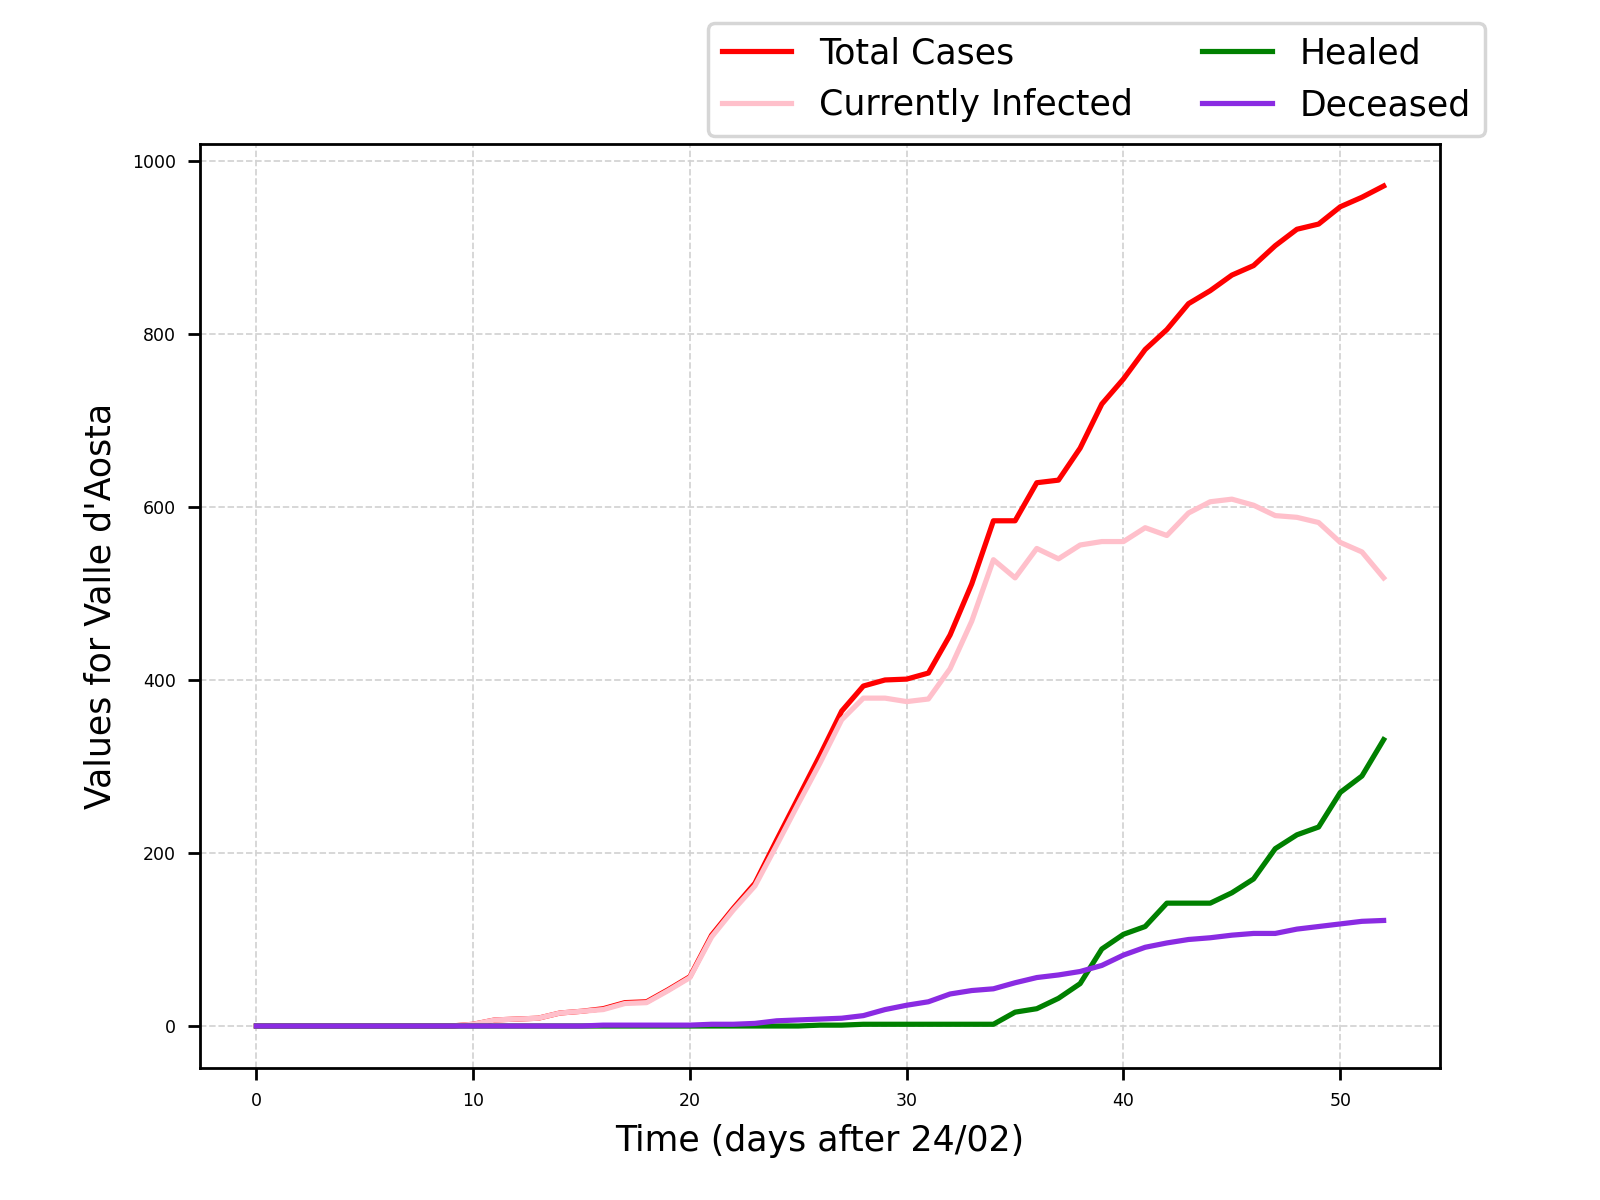 Total Cases
Currently Infected
Healed
Deceased
1000
800
600
400
200
0
Values for Valle d'Aosta
0 10 20 30 40 50
Time (days after 24/02)